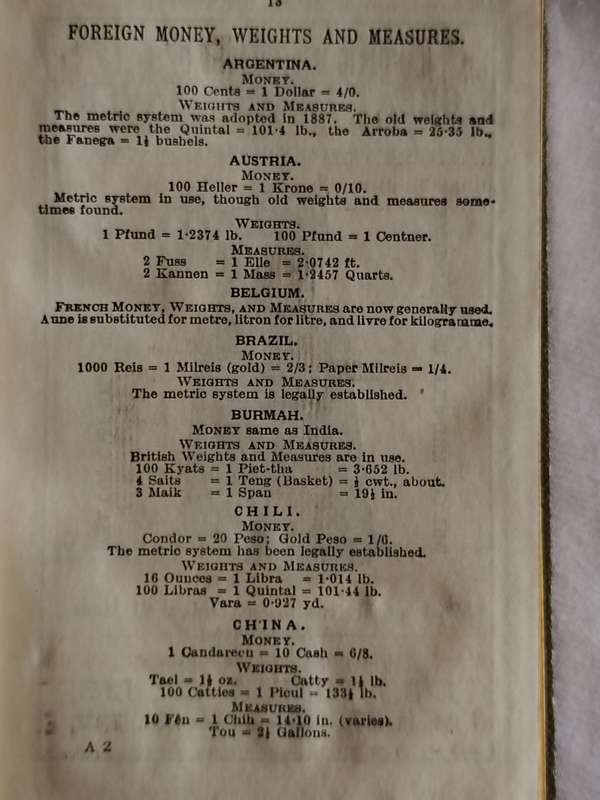 13
FOREIGN MONEY, WEIGHTS AND MEASURES.
ARGENTINA.
MONEY.
100 Cents = 1 Dollar = 4/0.
WEIGHTS AND MEASURES.
The metric system was adopted in 1887. The old weights and
measures were the Quintal = 101·4 lb., the Arroba = 25·35 lb.,
the Fanega = 1½ bushels.
AUSTRIA.
MONEY.
100 Heller = 1 Krone = 0/10.
Metric system in use, though old weights and measures some-
times found.
WEIGHTS.
1 Pfund = 1·2374 lb. 100 Pfund = 1 Centner.
MEASURES.
2 Fuss = 1 Elle = 2·0742 ft.
2 Kannen = 1 Mass = 1·2457 Quarts.
BELGIUM.
FRENCH MONEY, WEIGHTS, AND MEASURES are now generally used.
Aune is substituted for metre, litron for litre, and livre for kilogramme.
BRAZIL.
MONEY.
1000 Reis = 1 Milreis (gold) = 2/3; Paper Milreis = 1/4.
WEIGHTS AND MEASURES.
The metric system is legally established.
BURMAH.
MONEY same as India.
WEIGHTS AND MEASURES.
British Weights and Measures are in use.
100 Kyats = 1 Piet-tha = 3·652 lb.
4 Saits = 1 Teng (Basket) = ½ cwt., about.
3 Maik = 1 Span = 19½ in.
CHILI.
MONEY.
Condor = 20 Peso; Gold Peso = 1/6.
The metric system has been legally established.
WEIGHTS AND MEASURES.
16 Ounces = 1 Libra = 1·014 lb.
100 Libras = 1 Quintal = 101·44 lb.
Vara = 0·927 yd.
CHINA.
MONEY.
1 Candareen = 10 Cash = 6/8.
WEIGHTS.
Tael = 1⅓ oz. Catty = 1⅓ lb.
100 Catties = 1 Picul = 133⅓ lb.
MEASURES.
10 Fên = 1 Chih = 14·10 in. (varies).
Tou = 2½ Gallons.
A 2